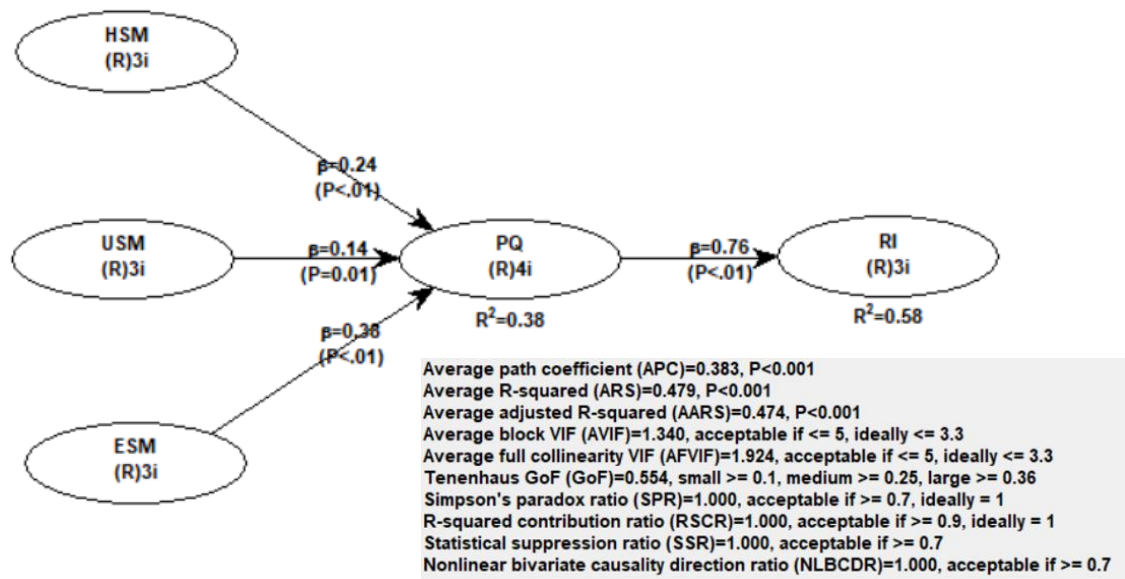 HSM
(R)3i
β=0.24
(P<.01)
USM
(R)3i
β=0.14
(P=0.01)
PQ
(R)4i
R²=0.38
β=0.76
(P<.01)
RI
(R)3i
R²=0.58
β=0.38
(P<.01)
ESM
(R)3i
Average path coefficient (APC)=0.383, P<0.001
Average R-squared (ARS)=0.479, P<0.001
Average adjusted R-squared (AARS)=0.474, P<0.001
Average block VIF (AVIF)=1.340, acceptable if <= 5, ideally <= 3.3
Average full collinearity VIF (AFVIF)=1.924, acceptable if <= 5, ideally <= 3.3
Tenenhaus GoF (GoF)=0.554, small >= 0.1, medium >= 0.25, large >= 0.36
Simpson's paradox ratio (SPR)=1.000, acceptable if >= 0.7, ideally = 1
R-squared contribution ratio (RSCR)=1.000, acceptable if >= 0.9, ideally = 1
Statistical suppression ratio (SSR)=1.000, acceptable if >= 0.7
Nonlinear bivariate causality direction ratio (NLBCDR)=1.000, acceptable if >= 0.7